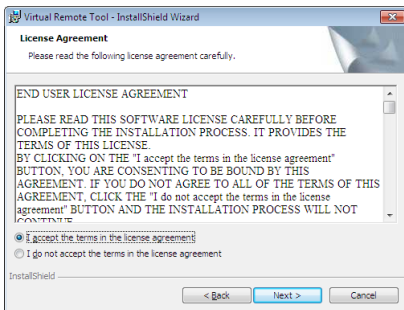 Virtual Remote Tool - InstallShield Wizard
License Agreement
Please read the following license agreement carefully.
END USER LICENSE AGREEMENT
PLEASE READ THIS SOFTWARE LICENSE CAREFULLY BEFORE
COMPLETING THE INSTALLATION PROCESS. IT PROVIDES THE
TERMS OF THIS LICENSE.
BY CLICKING ON THE "I accept the terms in the license agreement"
BUTTON, YOU ARE CONSENTING TO BE BOUND BY THIS
AGREEMENT. IF YOU DO NOT AGREE TO ALL OF THE TERMS OF THIS
AGREEMENT, CLICK THE "I do not accept the terms in the license
agreement" BUTTON AND THE INSTALLATION PROCESS WILL NOT
CONTINUE
I accept the terms in the license agreement
I do not accept the terms in the license agreement
InstallShield
< Back
Next >
Cancel